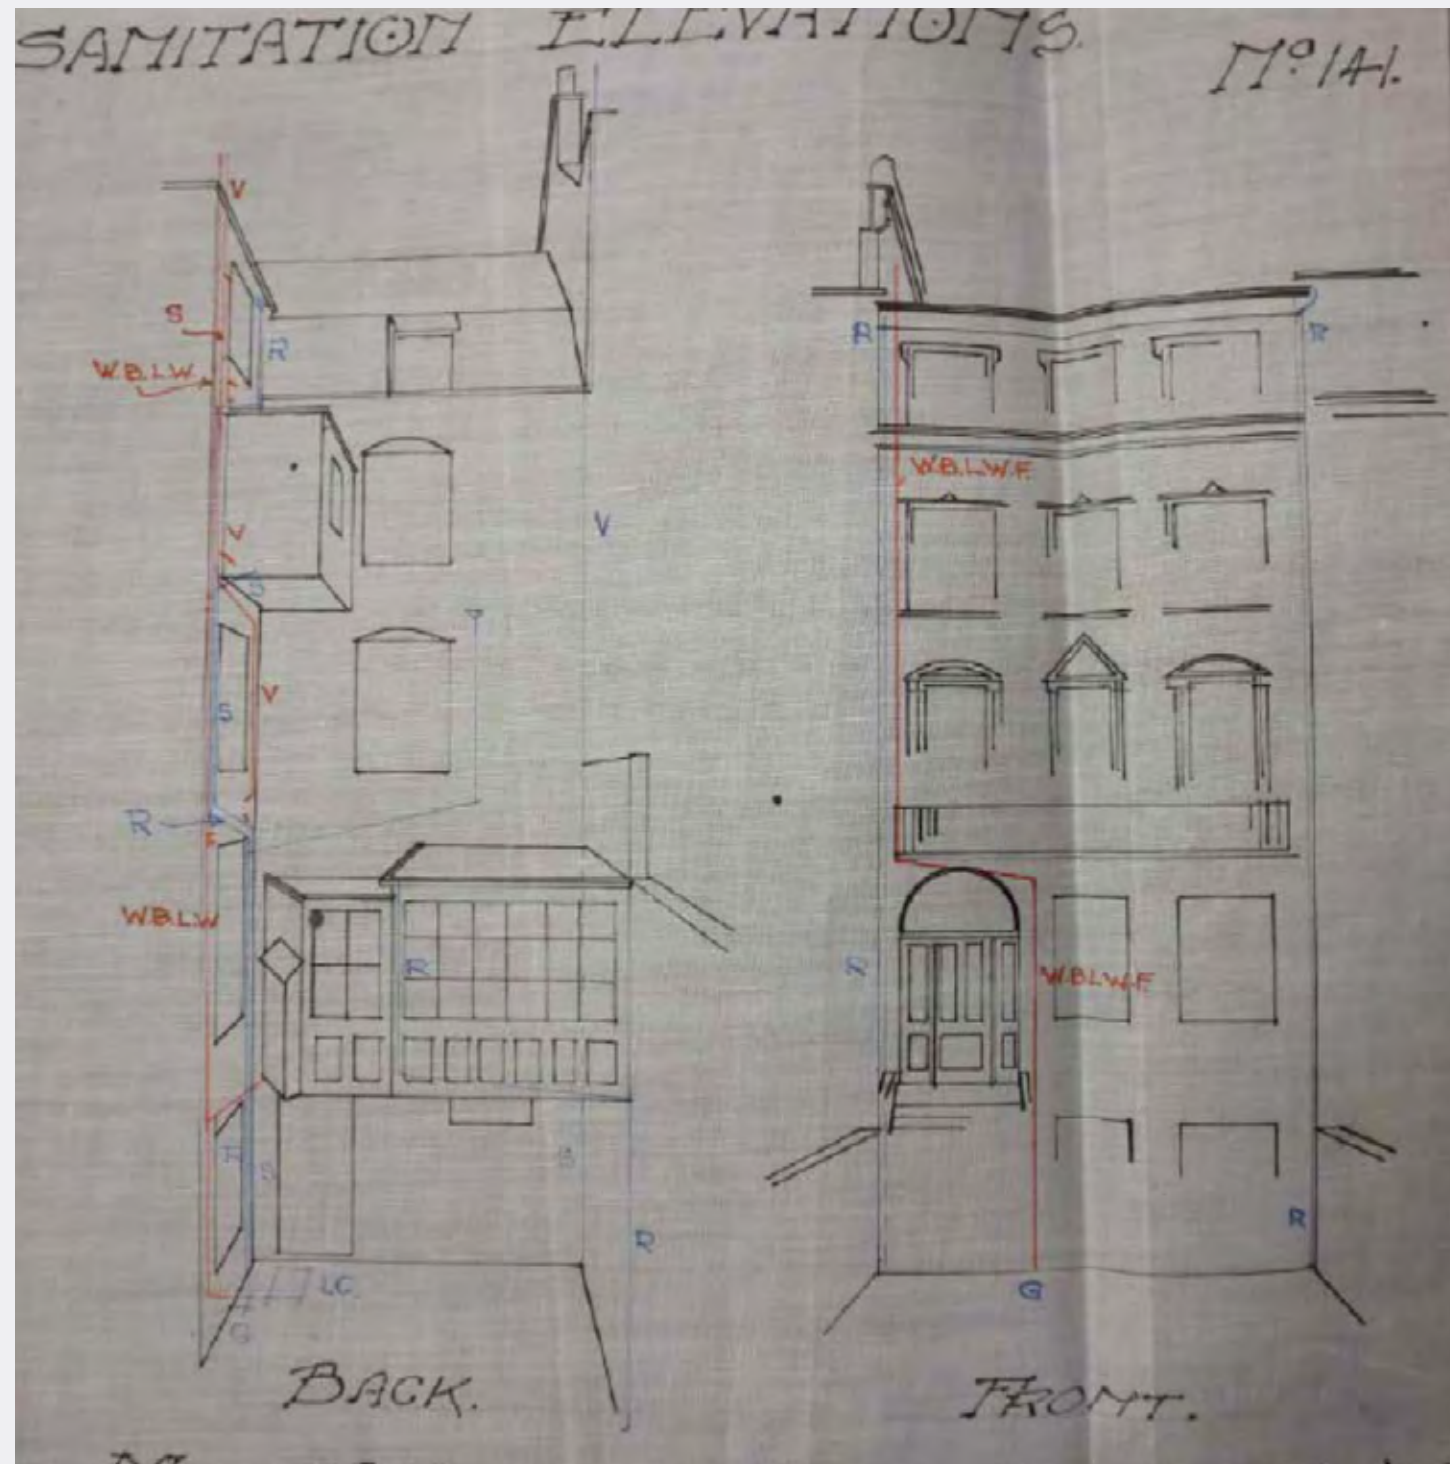 SANITATION ELEVATIONS.
Nº 141.
V
S
R
W.B.L.W.
R
R
W.B.L.W.F.
V
V
S
V
S
R
F
W.B.L.W
R
R
W.B.L.W.F.
R
S
S
R
R
LC.
G
G
BACK.
FRONT.